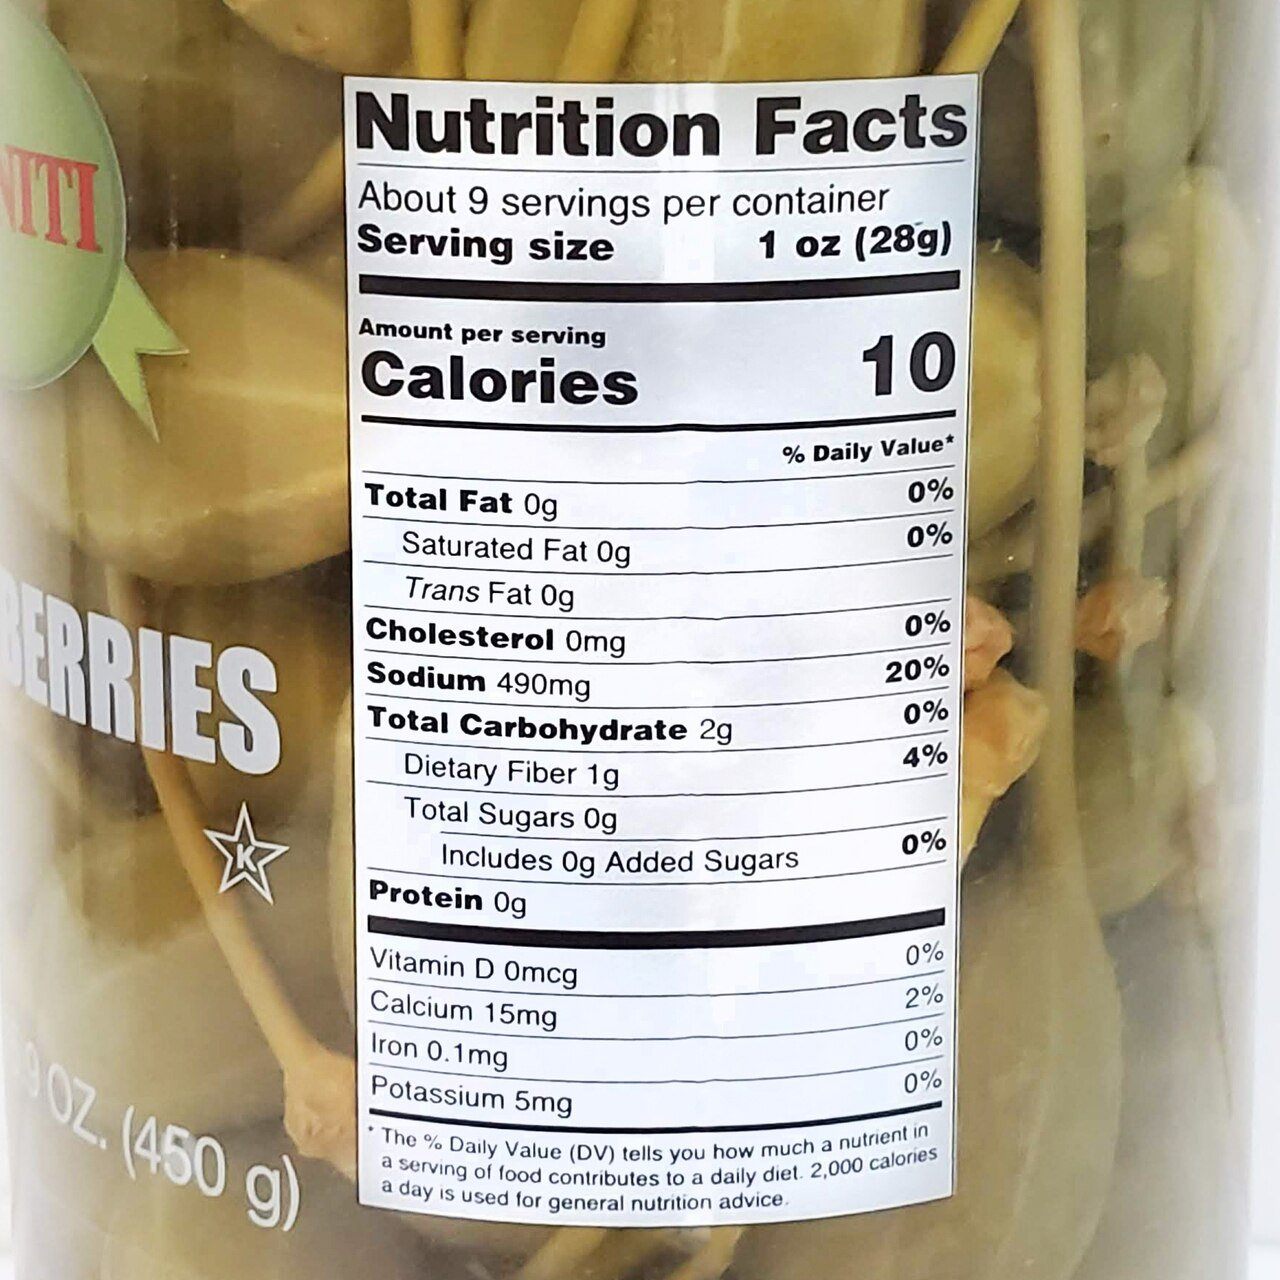 NITI
BERRIES
K
9 OZ. (450 g)
Nutrition Facts
About 9 servings per container
Serving size 1 oz (28g)
Amount per serving
Calories 10
% Daily Value*
Total Fat 0g 0%
Saturated Fat 0g 0%
Trans Fat 0g
Cholesterol 0mg 0%
Sodium 490mg 20%
Total Carbohydrate 2g 0%
Dietary Fiber 1g 4%
Total Sugars 0g
Includes 0g Added Sugars 0%
Protein 0g
Vitamin D 0mcg 0%
Calcium 15mg 2%
Iron 0.1mg 0%
Potassium 5mg 0%
* The % Daily Value (DV) tells you how much a nutrient in
a serving of food contributes to a daily diet. 2,000 calories
a day is used for general nutrition advice.